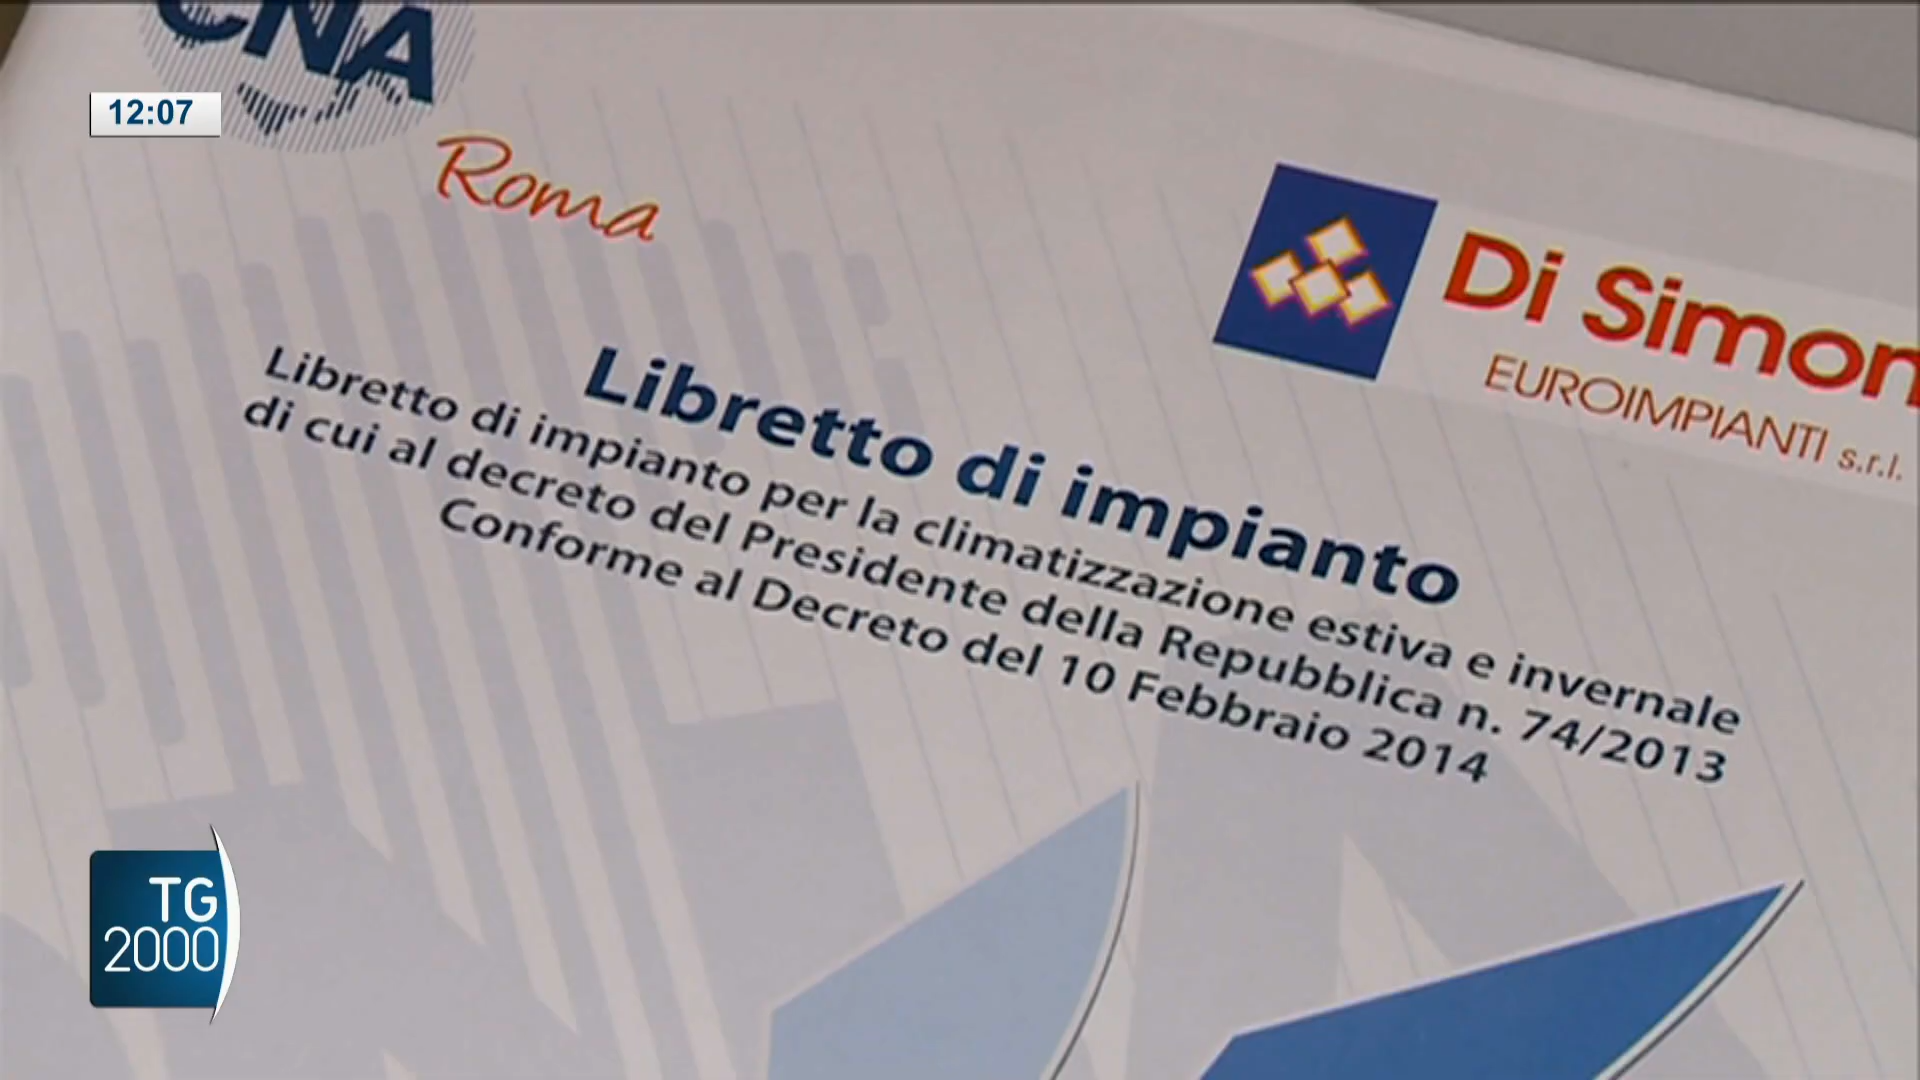 CNA
12:07
Roma
Di Simon
EUROIMPIANTI s.r.l.
Libretto di impianto
Libretto di impianto per la climatizzazione estiva e invernale
di cui al decreto del Presidente della Repubblica n. 74/2013
Conforme al Decreto del 10 Febbraio 2014
TG
2000